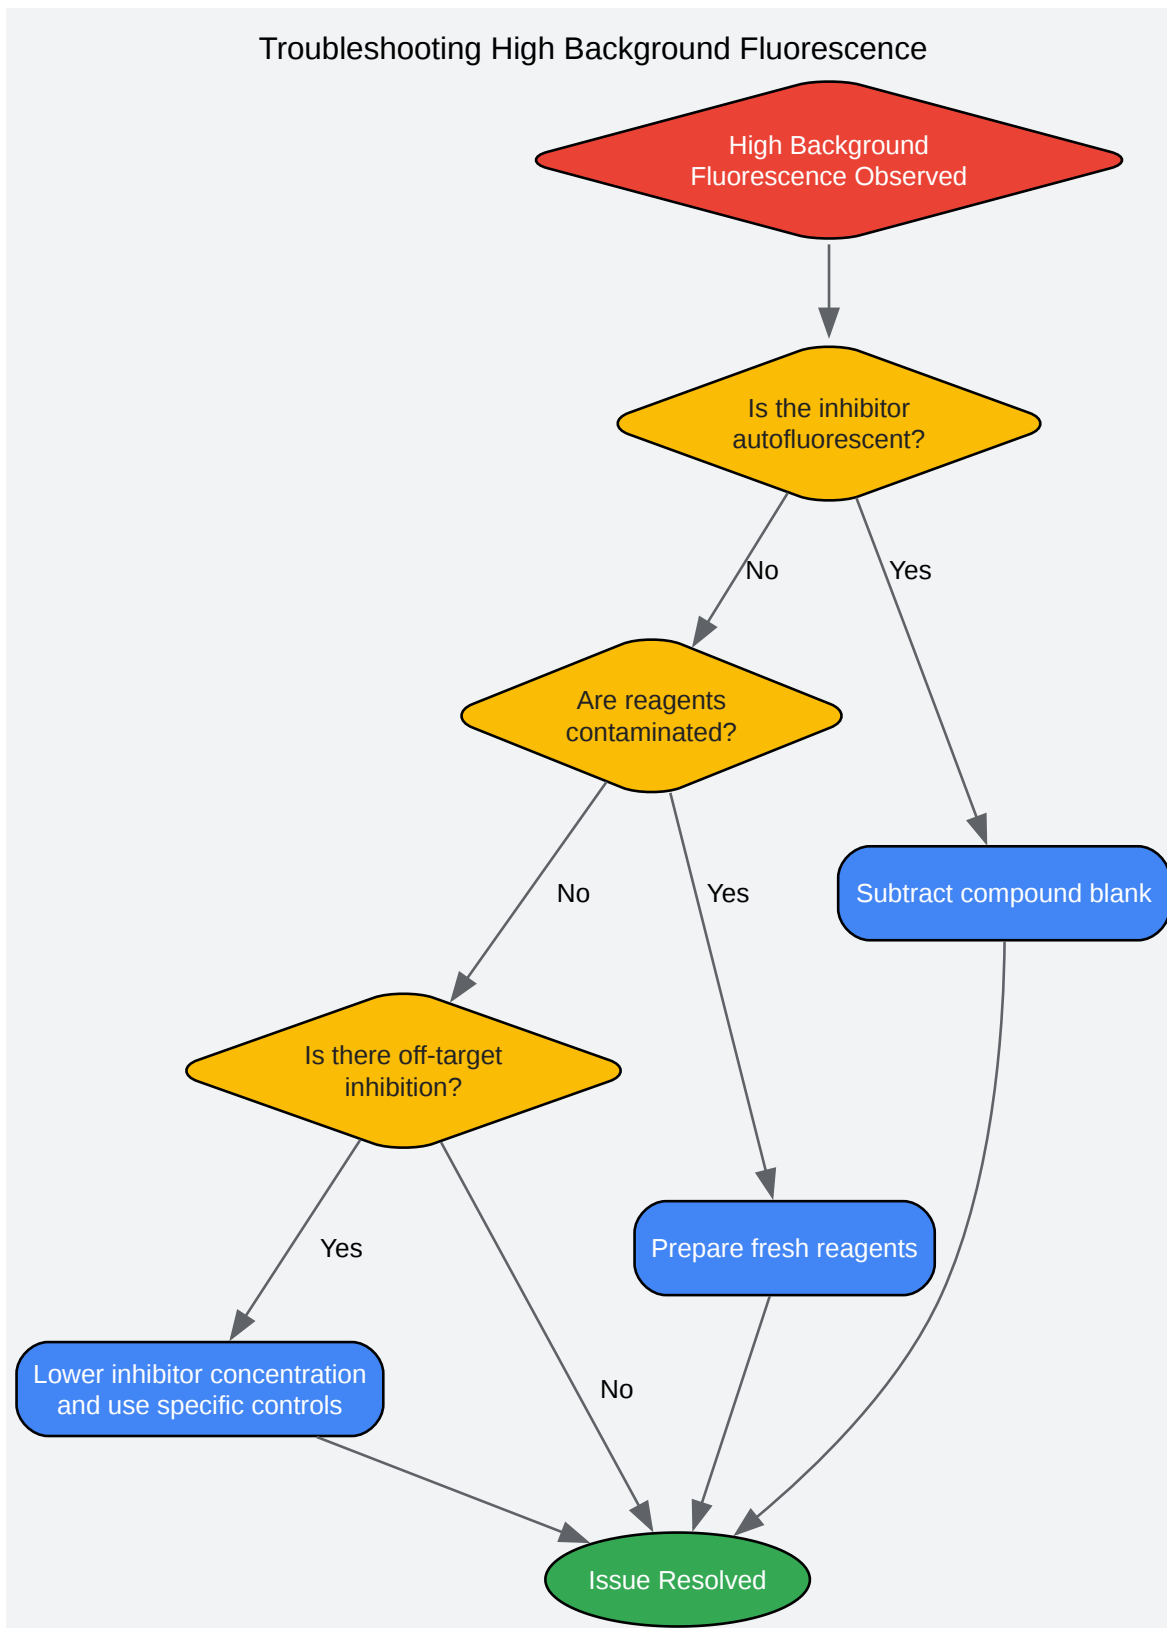 Troubleshooting High Background Fluorescence
High Background
Fluorescence Observed
Is the inhibitor
autofluorescent?
No
Yes
Are reagents
contaminated?
Subtract compound blank
No
Yes
Is there off-target
inhibition?
Yes
Prepare fresh reagents
Lower inhibitor concentration
and use specific controls
No
Issue Resolved